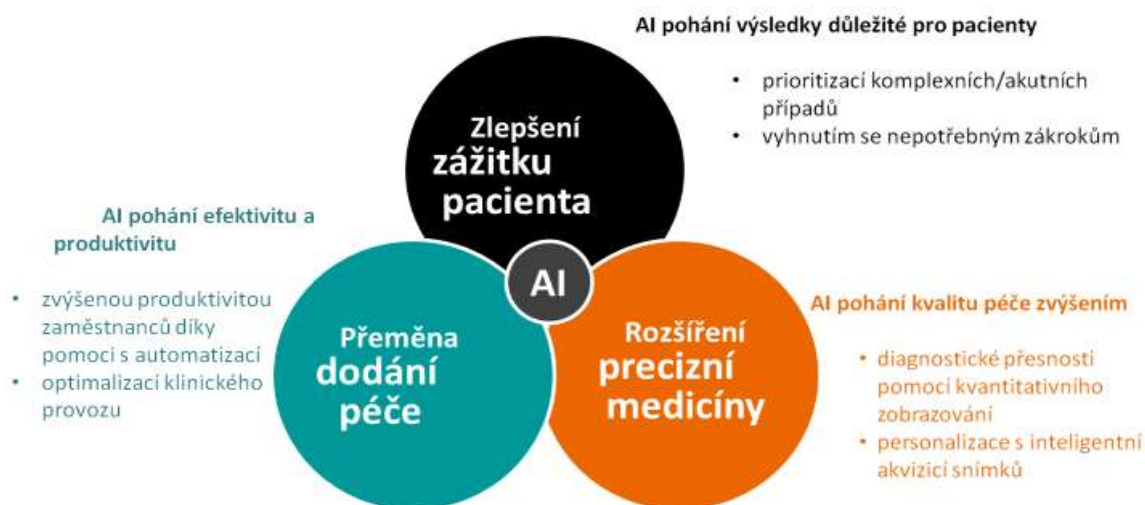 AI pohání výsledky důležité pro pacienty
• prioritizací komplexních/akutních
případů
• vyhnutím se nepotřebným zákrokům
Zlepšení
zážitku
pacienta
AI pohání efektivitu a
produktivitu
• zvýšenou produktivitou
zaměstnanců díky
pomoci s automatizací
• optimalizací klinického
provozu
AI
Přeměna
dodání
péče
Rozšíření
precizní
medicíny
AI pohání kvalitu péče zvýšením
• diagnostické přesnosti
pomocí kvantitativního
zobrazování
• personalizace s inteligentní
akvizicí snímků